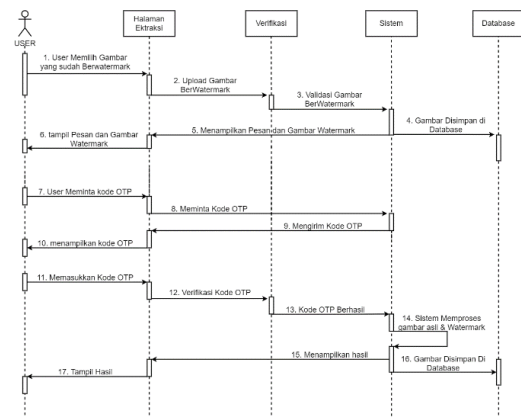 USER
Halaman
Ektraksi
Verifikasi
Sistem
Database
1. User Memilih Gambar
yang sudah Berwatermark
2. Upload Gambar
BerWatermark
3. Validasi Gambar
BerWatermark
4. Gambar Disimpan di
Database
5. Menampilkan Pesan dan Gambar Watermark
6. tampil Pesan dan Gambar
Watermark
7. User Meminta kode OTP
8. Meminta Kode OTP
9. Mengirim Kode OTP
10. menampilkan kode OTP
11. Memasukkan Kode OTP
12. Verifikasi Kode OTP
13. Kode OTP Berhasil
14. Sistem Memproses
gambar asli & Watermark
15. Menampilkan hasil
16. Gambar Disimpan Di
Database
17. Tampil Hasil